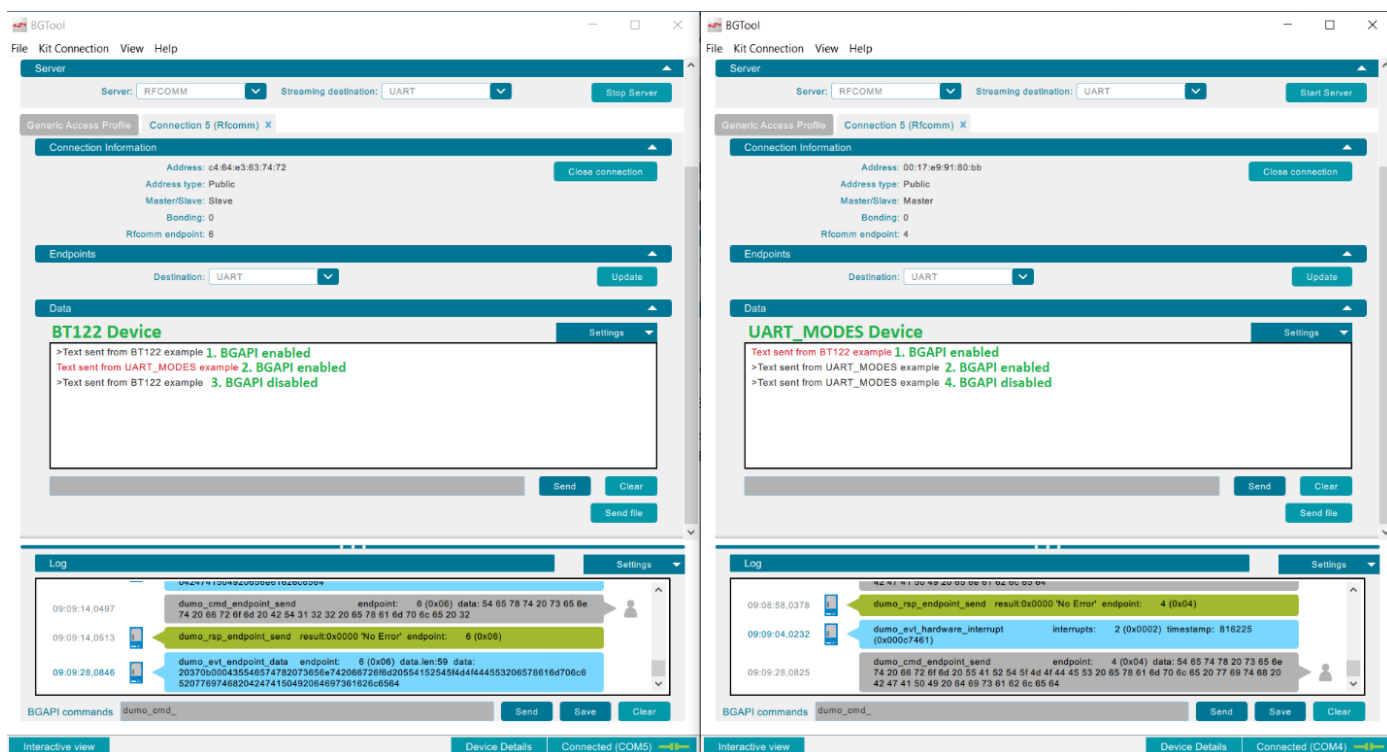 BGTool
File Kit Connection View Help
Server
Server: RFCOMM Streaming destination: UART Stop Server
Generic Access Profile Connection 5 (Rfcomm) X
Connection Information
Address: c4:64:e3:63:74:72
Close connection
Address type: Public
Master/Slave: Slave
Bonding: 0
Rfcomm endpoint: 6
Endpoints
Destination: UART Update
Data
BT122 Device
Settings
>Text sent from BT122 example 1. BGAPI enabled
Text sent from UART_MODES example 2. BGAPI enabled
>Text sent from BT122 example 3. BGAPI disabled
Send Clear
Send file
Log Settings
09:09:14,0497 dumo_cmd_endpoint_send endpoint: 6 (0x06) data: 54 65 78 74 20 73 65 6e
74 20 66 72 6f 6d 20 42 54 31 32 32 20 65 78 61 6d 70 6c 65 20 32
09:09:14,0513 dumo_rsp_endpoint_send result:0x0000 'No Error' endpoint: 6 (0x06)
09:09:28,0846 dumo_evt_endpoint_data endpoint: 6 (0x06) data.len:59 data:
BGAPI commands dumo_cmd_ Send Save Clear
Interactive view Device Details Connected (COM5)
BGTool
File Kit Connection View Help
Server
Server: RFCOMM Streaming destination: UART Start Server
Generic Access Profile Connection 5 (Rfcomm) X
Connection Information
Address: 00:17:e9:91:80:bb
Close connection
Address type: Public
Master/Slave: Master
Bonding: 0
Rfcomm endpoint: 4
Endpoints
Destination: UART Update
Data
UART_MODES Device
Settings
Text sent from BT122 example 1. BGAPI enabled
>Text sent from UART_MODES example 2. BGAPI enabled
>Text sent from UART_MODES example 4. BGAPI disabled
Send Clear
Send file
Log Settings
09:08:58,0378 dumo_rsp_endpoint_send result:0x0000 'No Error' endpoint: 4 (0x04)
09:09:04,0232 dumo_evt_hardware_interrupt interrupts: 2 (0x0002) timestamp: 816225
(0x000c7461)
09:09:28,0825 dumo_cmd_endpoint_send endpoint: 4 (0x04) data: 54 65 74 78 20 73 65 6e
74 20 66 72 6f 6d 20 55 41 52 54 5f 4d 4f 44 45 53 20 65 78 61 6d 70 6c 65 20 77 69 74 68 20
42 47 41 50 49 20 64 69 73 61 62 6c 65 64
BGAPI commands dumo_cmd_ Send Save Clear
Interactive view Device Details Connected (COM4)